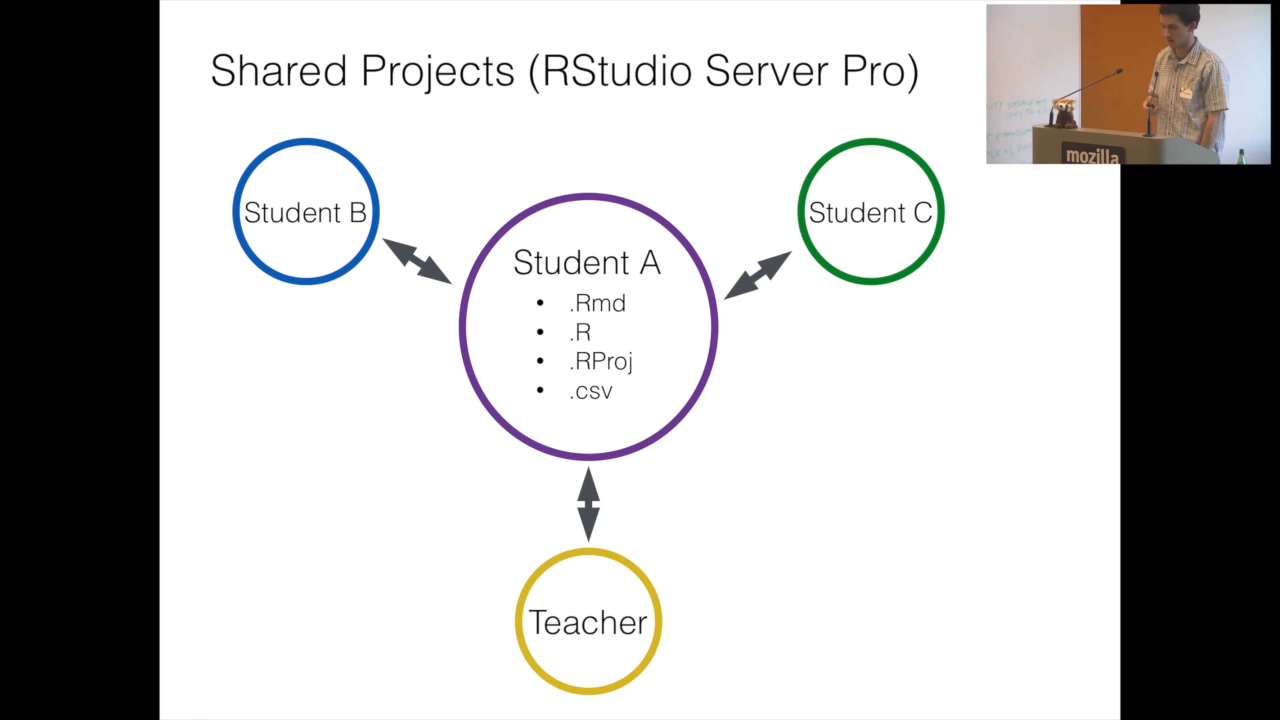 Shared Projects (RStudio Server Pro)
Student B
Student C
Student A
• .Rmd
• .R
• .RProj
• .csv
Teacher
mozilla